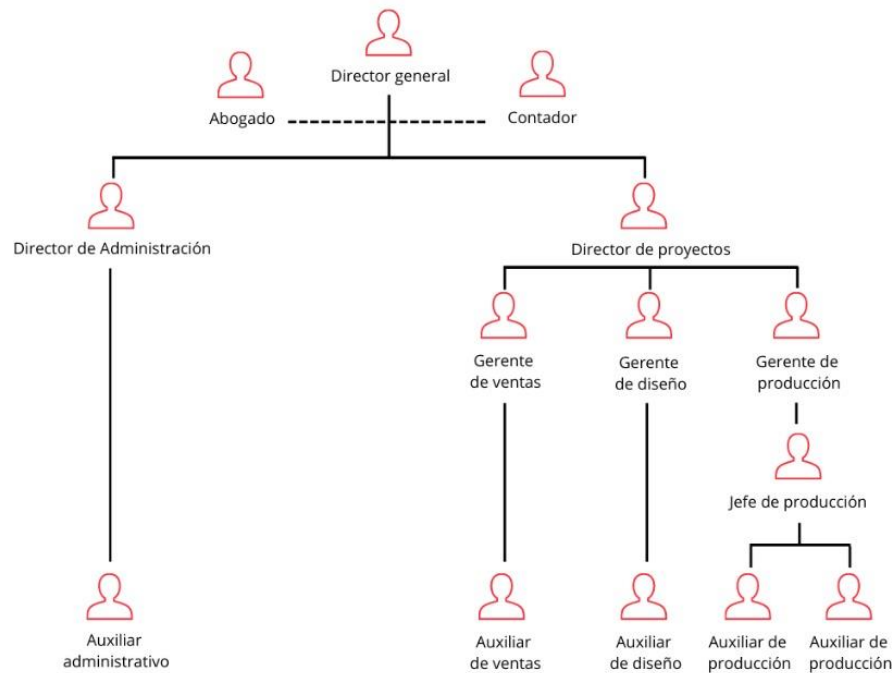 Director general
Abogado
Contador
Director de Administración
Director de proyectos
Gerente
de ventas
Gerente
de diseño
Gerente de
producción
Jefe de producción
Auxiliar
administrativo
Auxiliar
de ventas
Auxiliar
de diseño
Auxiliar de
producción
Auxiliar de
producción